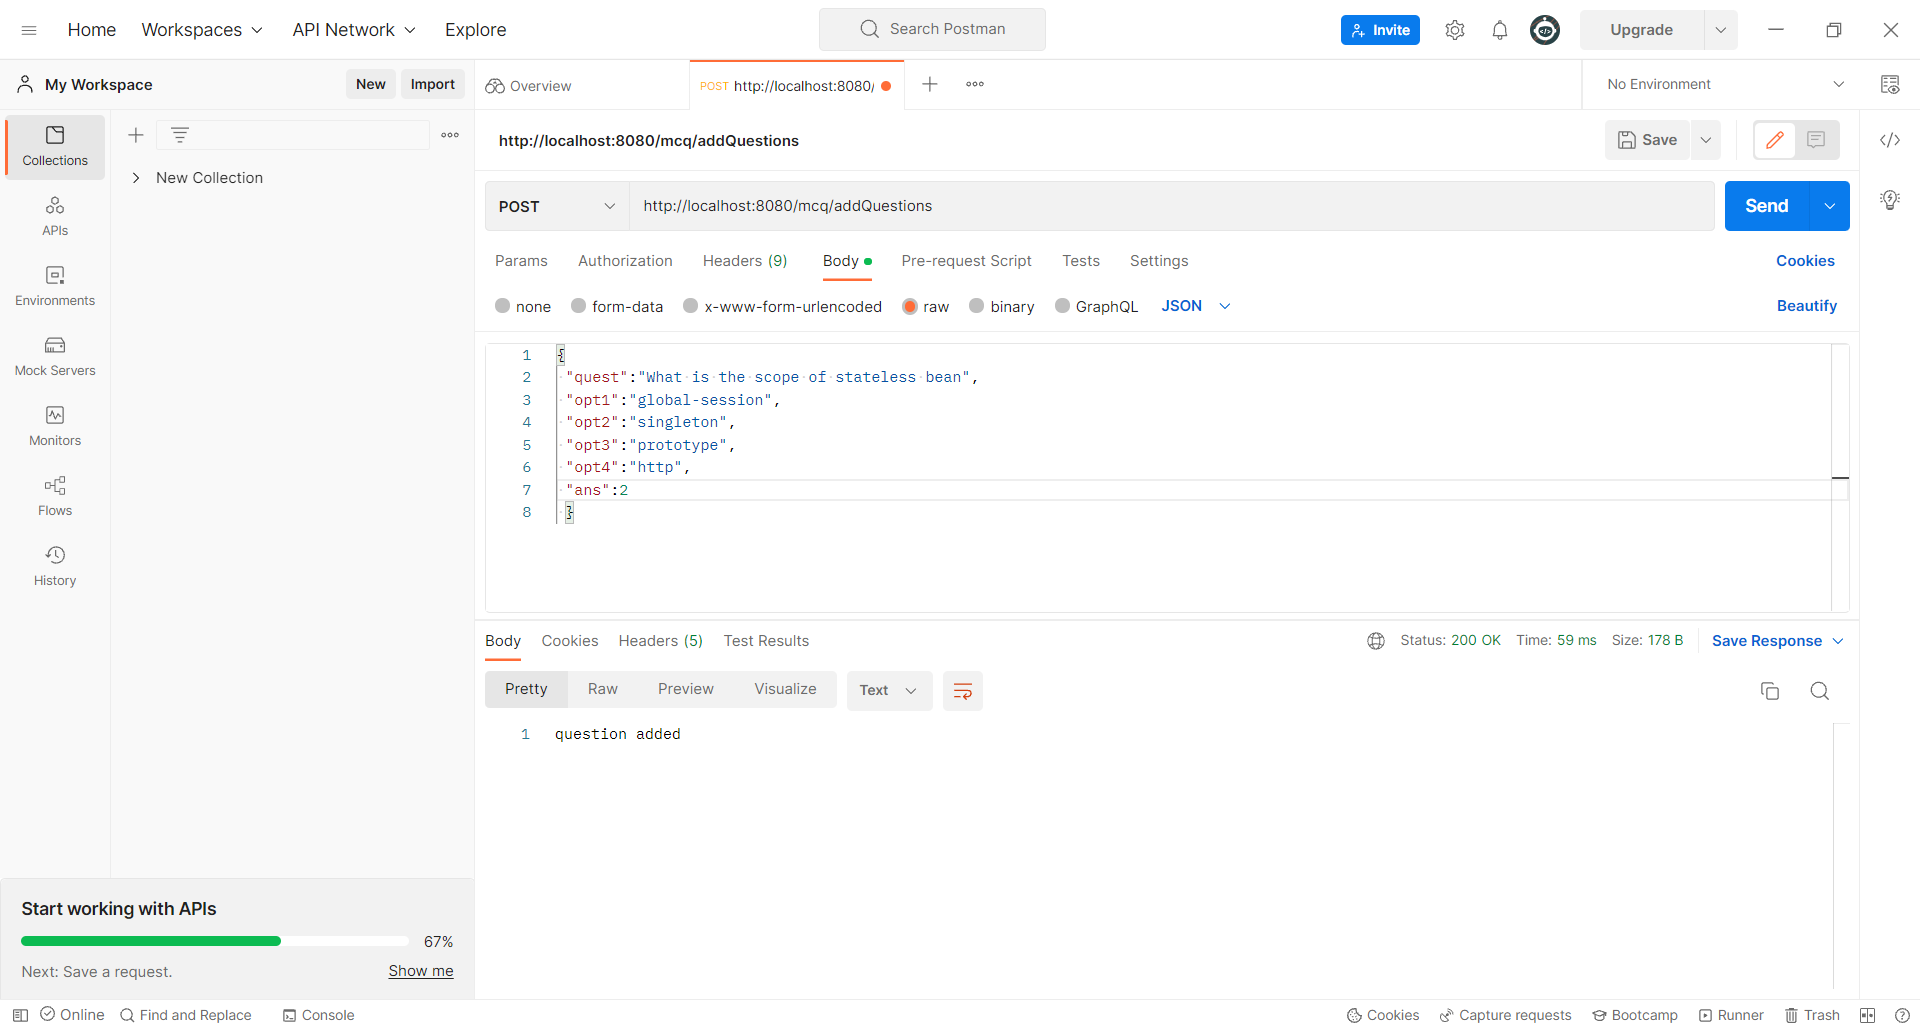 Home Workspaces API Network Explore
Search Postman
Invite
Upgrade
My Workspace New Import
Overview POST http://localhost:8080/
No Environment
Collections
New Collection
APIs
Environments
Mock Servers
Monitors
Flows
History
http://localhost:8080/mcq/addQuestions
Save
POST http://localhost:8080/mcq/addQuestions Send
Params Authorization Headers (9) Body Pre-request Script Tests Settings Cookies
none form-data x-www-form-urlencoded raw binary GraphQL JSON Beautify
1 {
2 "quest":"What is the scope of stateless bean",
3 "opt1":"global-session",
4 "opt2":"singleton",
5 "opt3":"prototype",
6 "opt4":"http",
7 "ans":2
8 }
Body Cookies Headers (5) Test Results Status: 200 OK Time: 59 ms Size: 178 B Save Response
Pretty Raw Preview Visualize Text
1 question added
Start working with APIs
67%
Next: Save a request. Show me
Online Find and Replace Console Cookies Capture requests Bootcamp Runner Trash